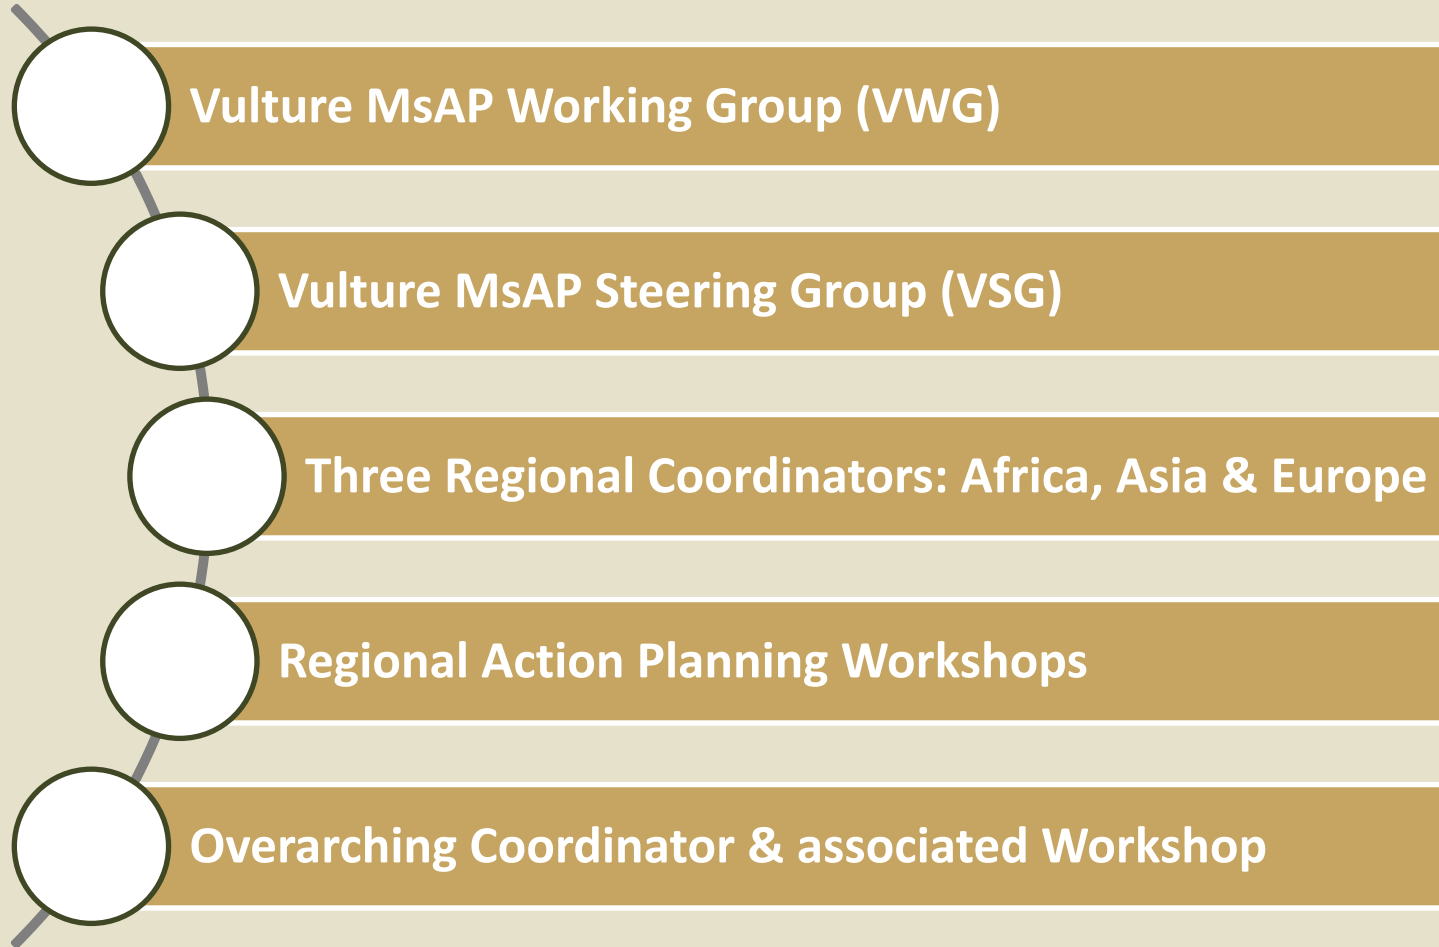 Vulture MsAP Working Group (VWG)
Vulture MsAP Steering Group (VSG)
Three Regional Coordinators: Africa, Asia & Europe
Regional Action Planning Workshops
Overarching Coordinator & associated Workshop